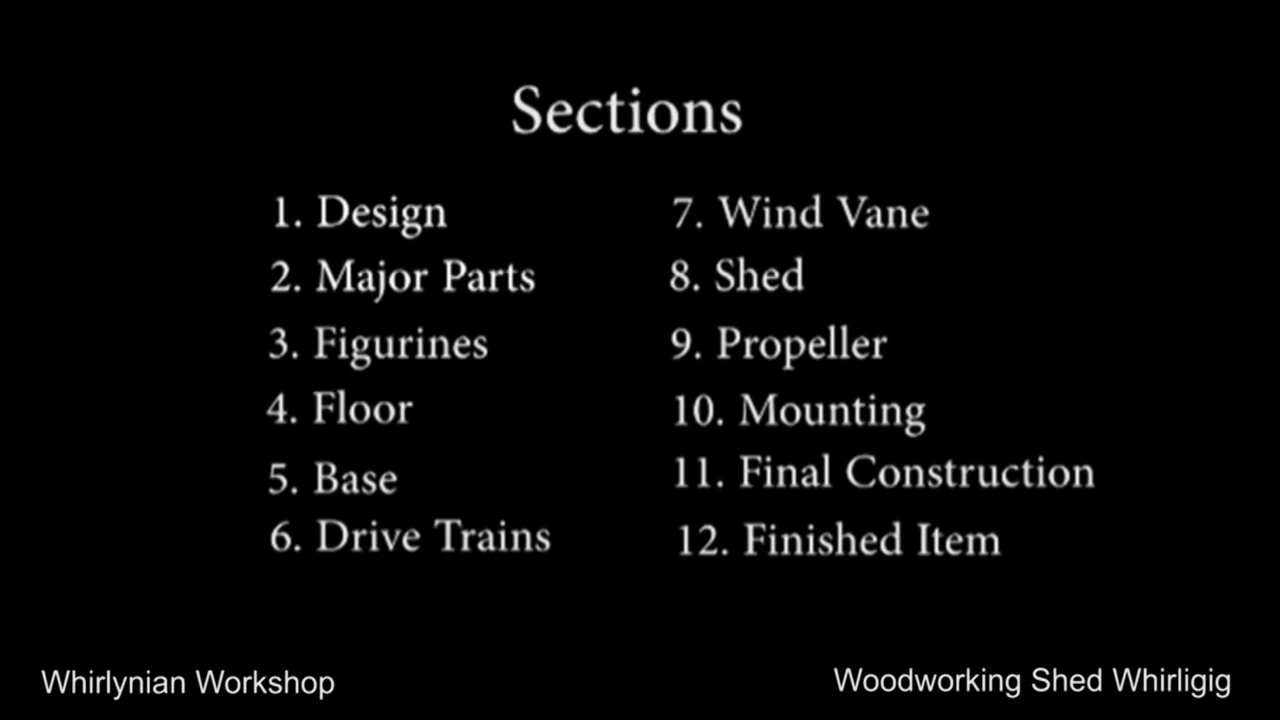 Sections
1. Design
2. Major Parts
3. Figurines
4. Floor
5. Base
6. Drive Trains
7. Wind Vane
8. Shed
9. Propeller
10. Mounting
11. Final Construction
12. Finished Item
Whirlynian Workshop
Woodworking Shed Whirligig